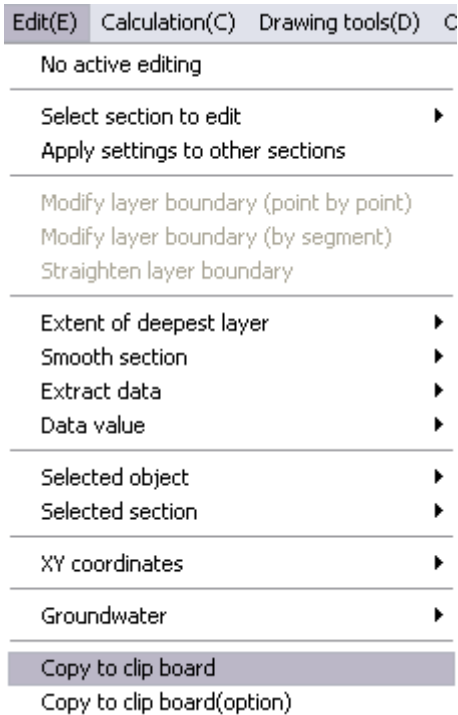 Edit(E) Calculation(C) Drawing tools(D)
No active editing
Select section to edit
Apply settings to other sections
Modify layer boundary (point by point)
Modify layer boundary (by segment)
Straighten layer boundary
Extent of deepest layer
Smooth section
Extract data
Data value
Selected object
Selected section
XY coordinates
Groundwater
Copy to clip board
Copy to clip board(option)